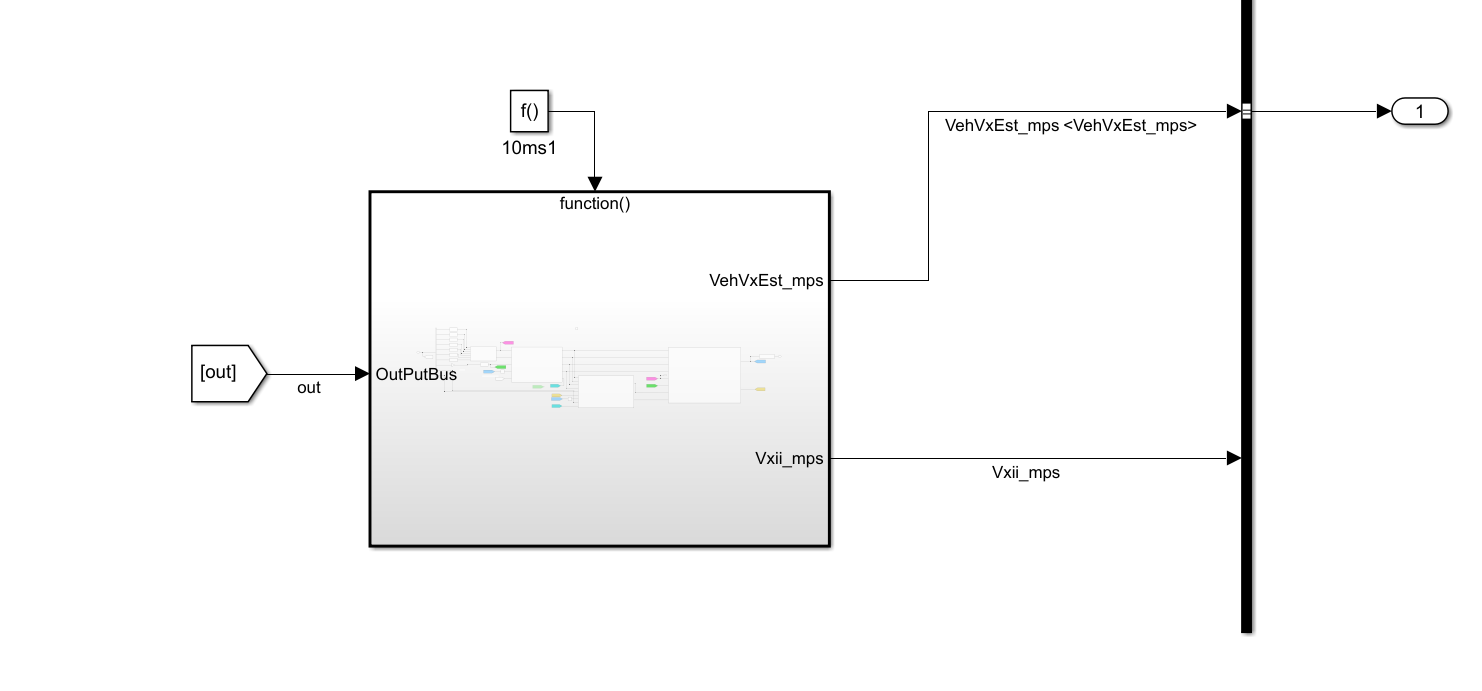 f()
10ms1
VehVxEst_mps <VehVxEst_mps>
1
function()
VehVxEst_mps
[out]
out
OutPutBus
Vxii_mps
Vxii_mps